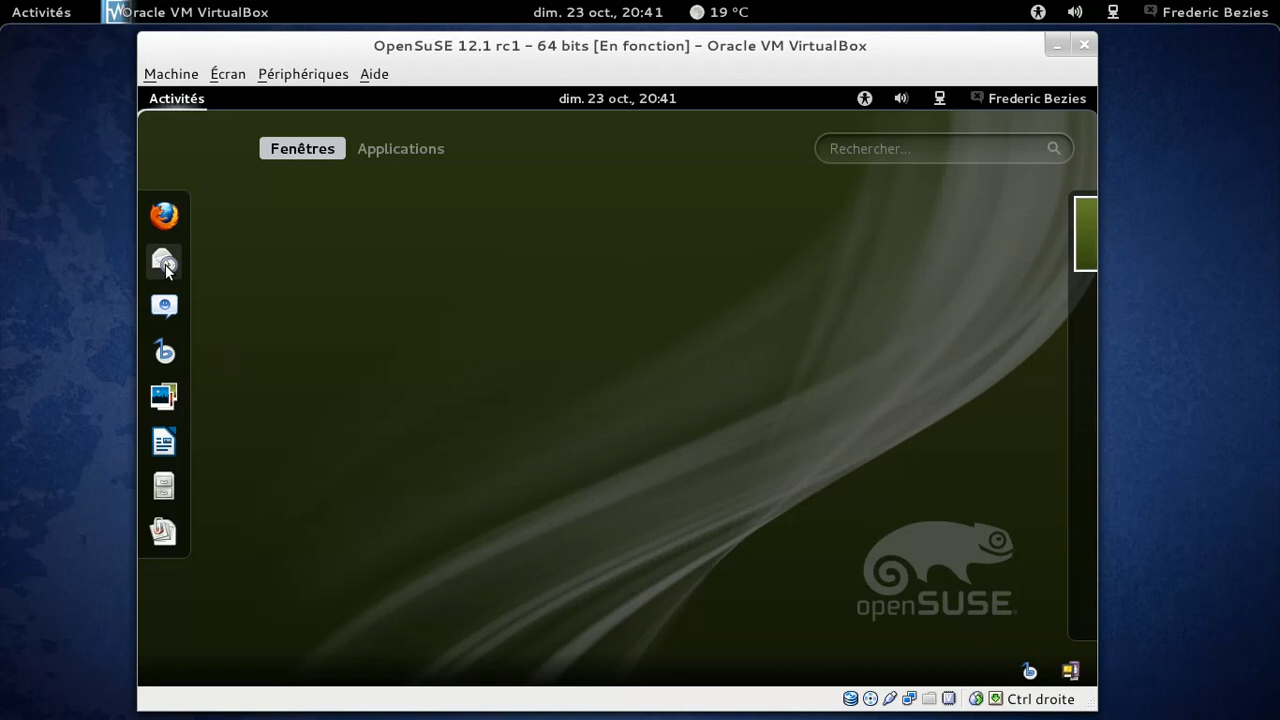 Activités Oracle VM VirtualBox dim. 23 oct., 20:41 19 °C Frederic Bezies
OpenSuSE 12.1 rc1 - 64 bits [En fonction] - Oracle VM VirtualBox
Machine Écran Périphériques Aide
Activités dim. 23 oct., 20:41 Frederic Bezies
Fenêtres Applications Rechercher...
openSUSE
Ctrl droite